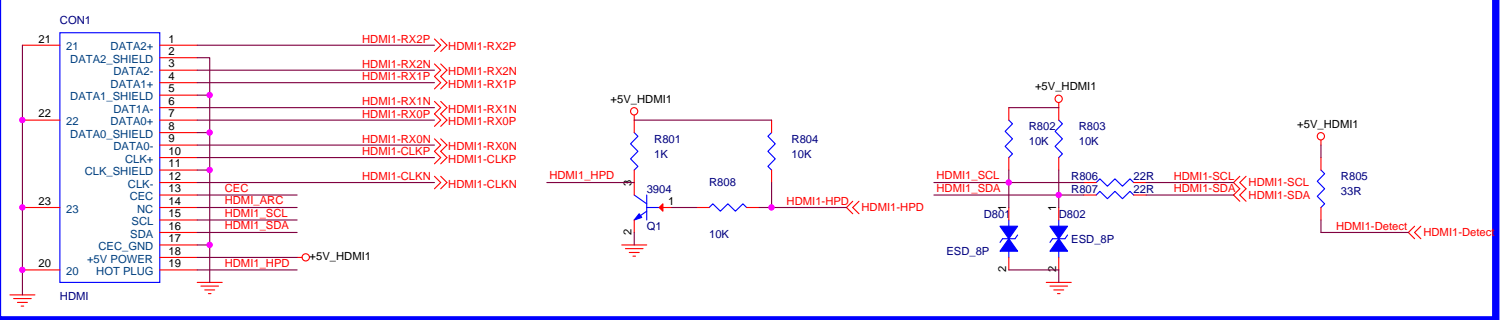 CON1
21 21 DATA2+ 1 HDMI1-RX2P HDMI1-RX2P
DATA2_SHIELD 2
DATA2- 3 HDMI1-RX2N HDMI1-RX2N
DATA1+ 4 HDMI1-RX1P HDMI1-RX1P
DATA1_SHIELD 5
DAT1A- 6 HDMI1-RX1N HDMI1-RX1N
22 22 DATA0+ 7 HDMI1-RX0P HDMI1-RX0P
DATA0_SHIELD 8
DATA0- 9 HDMI1-RX0N HDMI1-RX0N
CLK+ 10 HDMI1-CLKP HDMI1-CLKP
CLK_SHIELD 11
CLK- 12 HDMI1-CLKN HDMI1-CLKN
CEC 13 CEC
23 23 NC 14 HDMI_ARC
SCL 15 HDMI1_SCL
SDA 16 HDMI1_SDA
CEC_GND 17
+5V POWER 18 +5V_HDMI1
20 20 HOT PLUG 19 HDMI1_HPD
HDMI
+5V_HDMI1
R801
1K
R804
10K
HDMI1_HPD
3
3904
1
2
Q1
R808
10K
HDMI1-HPD HDMI1-HPD
+5V_HDMI1
R802
10K
R803
10K
HDMI1_SCL R806 22R HDMI1-SCL HDMI1-SCL
HDMI1_SDA R807 22R HDMI1-SDA HDMI1-SDA
1 1
D801 D802
ESD_8P ESD_8P
2 2
+5V_HDMI1
R805
33R
HDMI1-Detect HDMI1-Detect